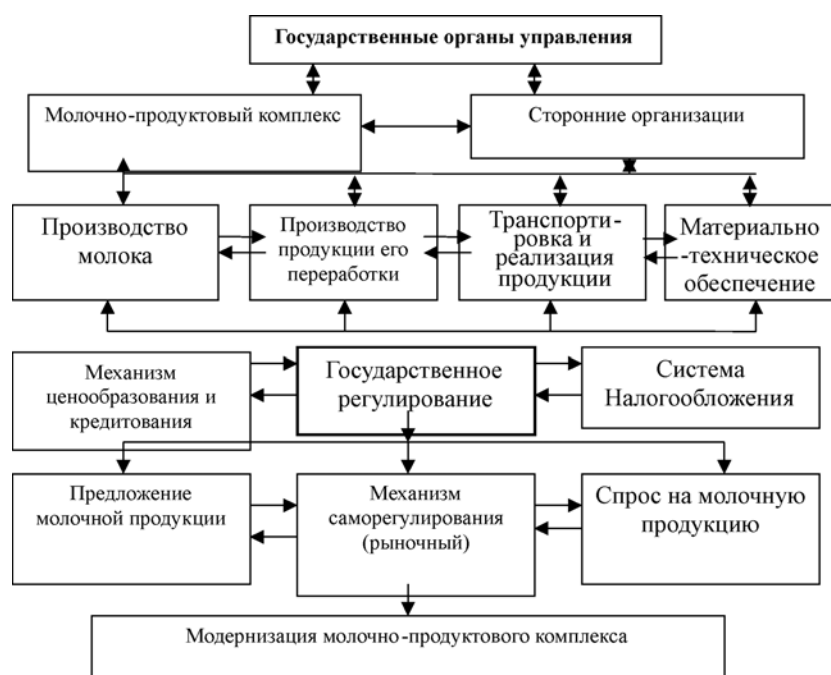 Государственные органы управления
Молочно-продуктовый комплекс
Сторонние организации
Производство
молока
Производство
продукции его
переработки
Транспорти-
ровка и
реализация
продукции
Материально
-техническое
обеспечение
Механизм
ценообразования и
кредитования
Государственное
регулирование
Система
Налогообложения
Предложение
молочной продукции
Механизм
саморегулирования
(рыночный)
Спрос на молочную
продукцию
Модернизация молочно-продуктового комплекса